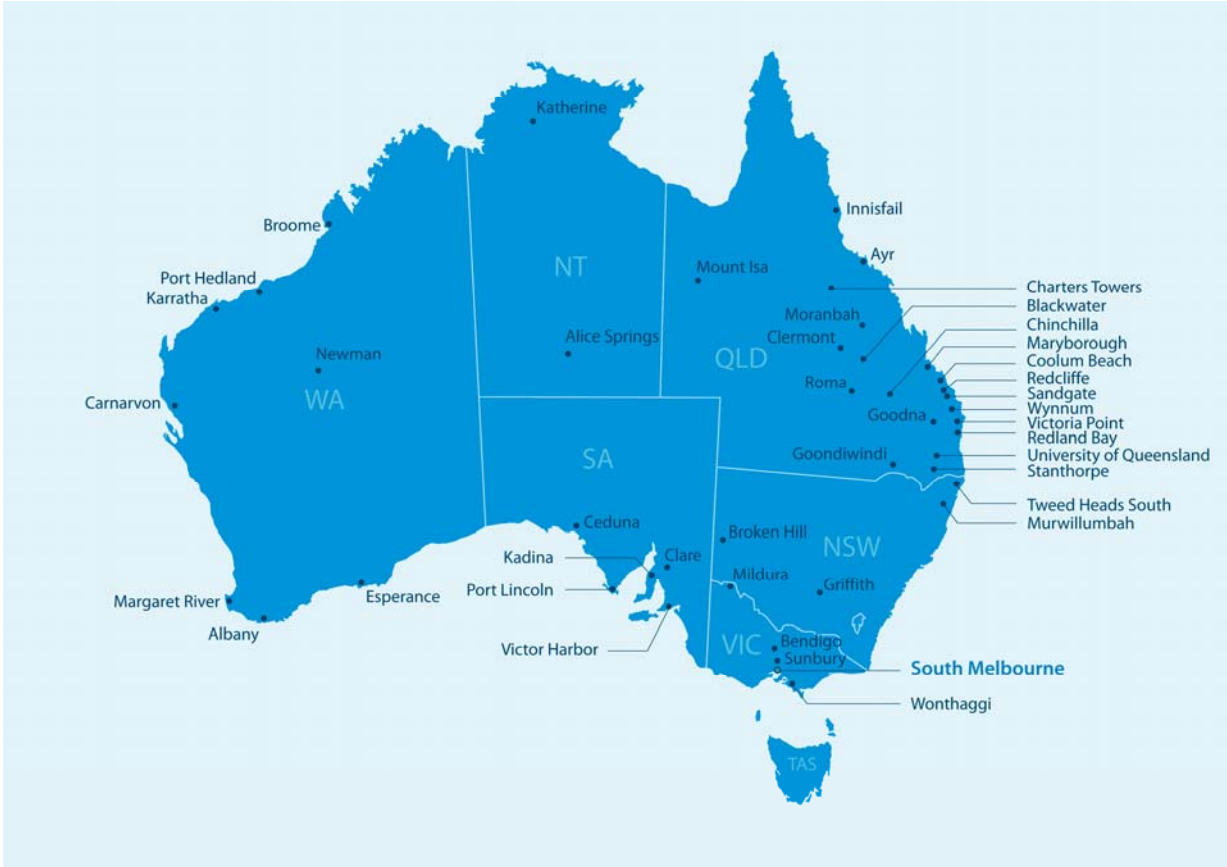 Katherine
Innisfail
Broome
Ayr
NT
Mount Isa
Port Hedland
Karratha
Charters Towers
Blackwater
Moranbah
Chinchilla
Clermont
Alice Springs
Maryborough
Newman
QLD
Coolum Beach
Redcliffe
Roma
Sandgate
WA
Carnarvon
Wynnum
Goodna
Victoria Point
Redland Bay
Goondiwindi
University of Queensland
SA
Stanthorpe
Tweed Heads South
Murwillumbah
Ceduna
Broken Hill
NSW
Kadina
Clare
Mildura
Griffith
Port Lincoln
Esperance
Margaret River
Albany
VIC
Bendigo
Victor Harbor
Sunbury
South Melbourne
Wonthaggi
TAS